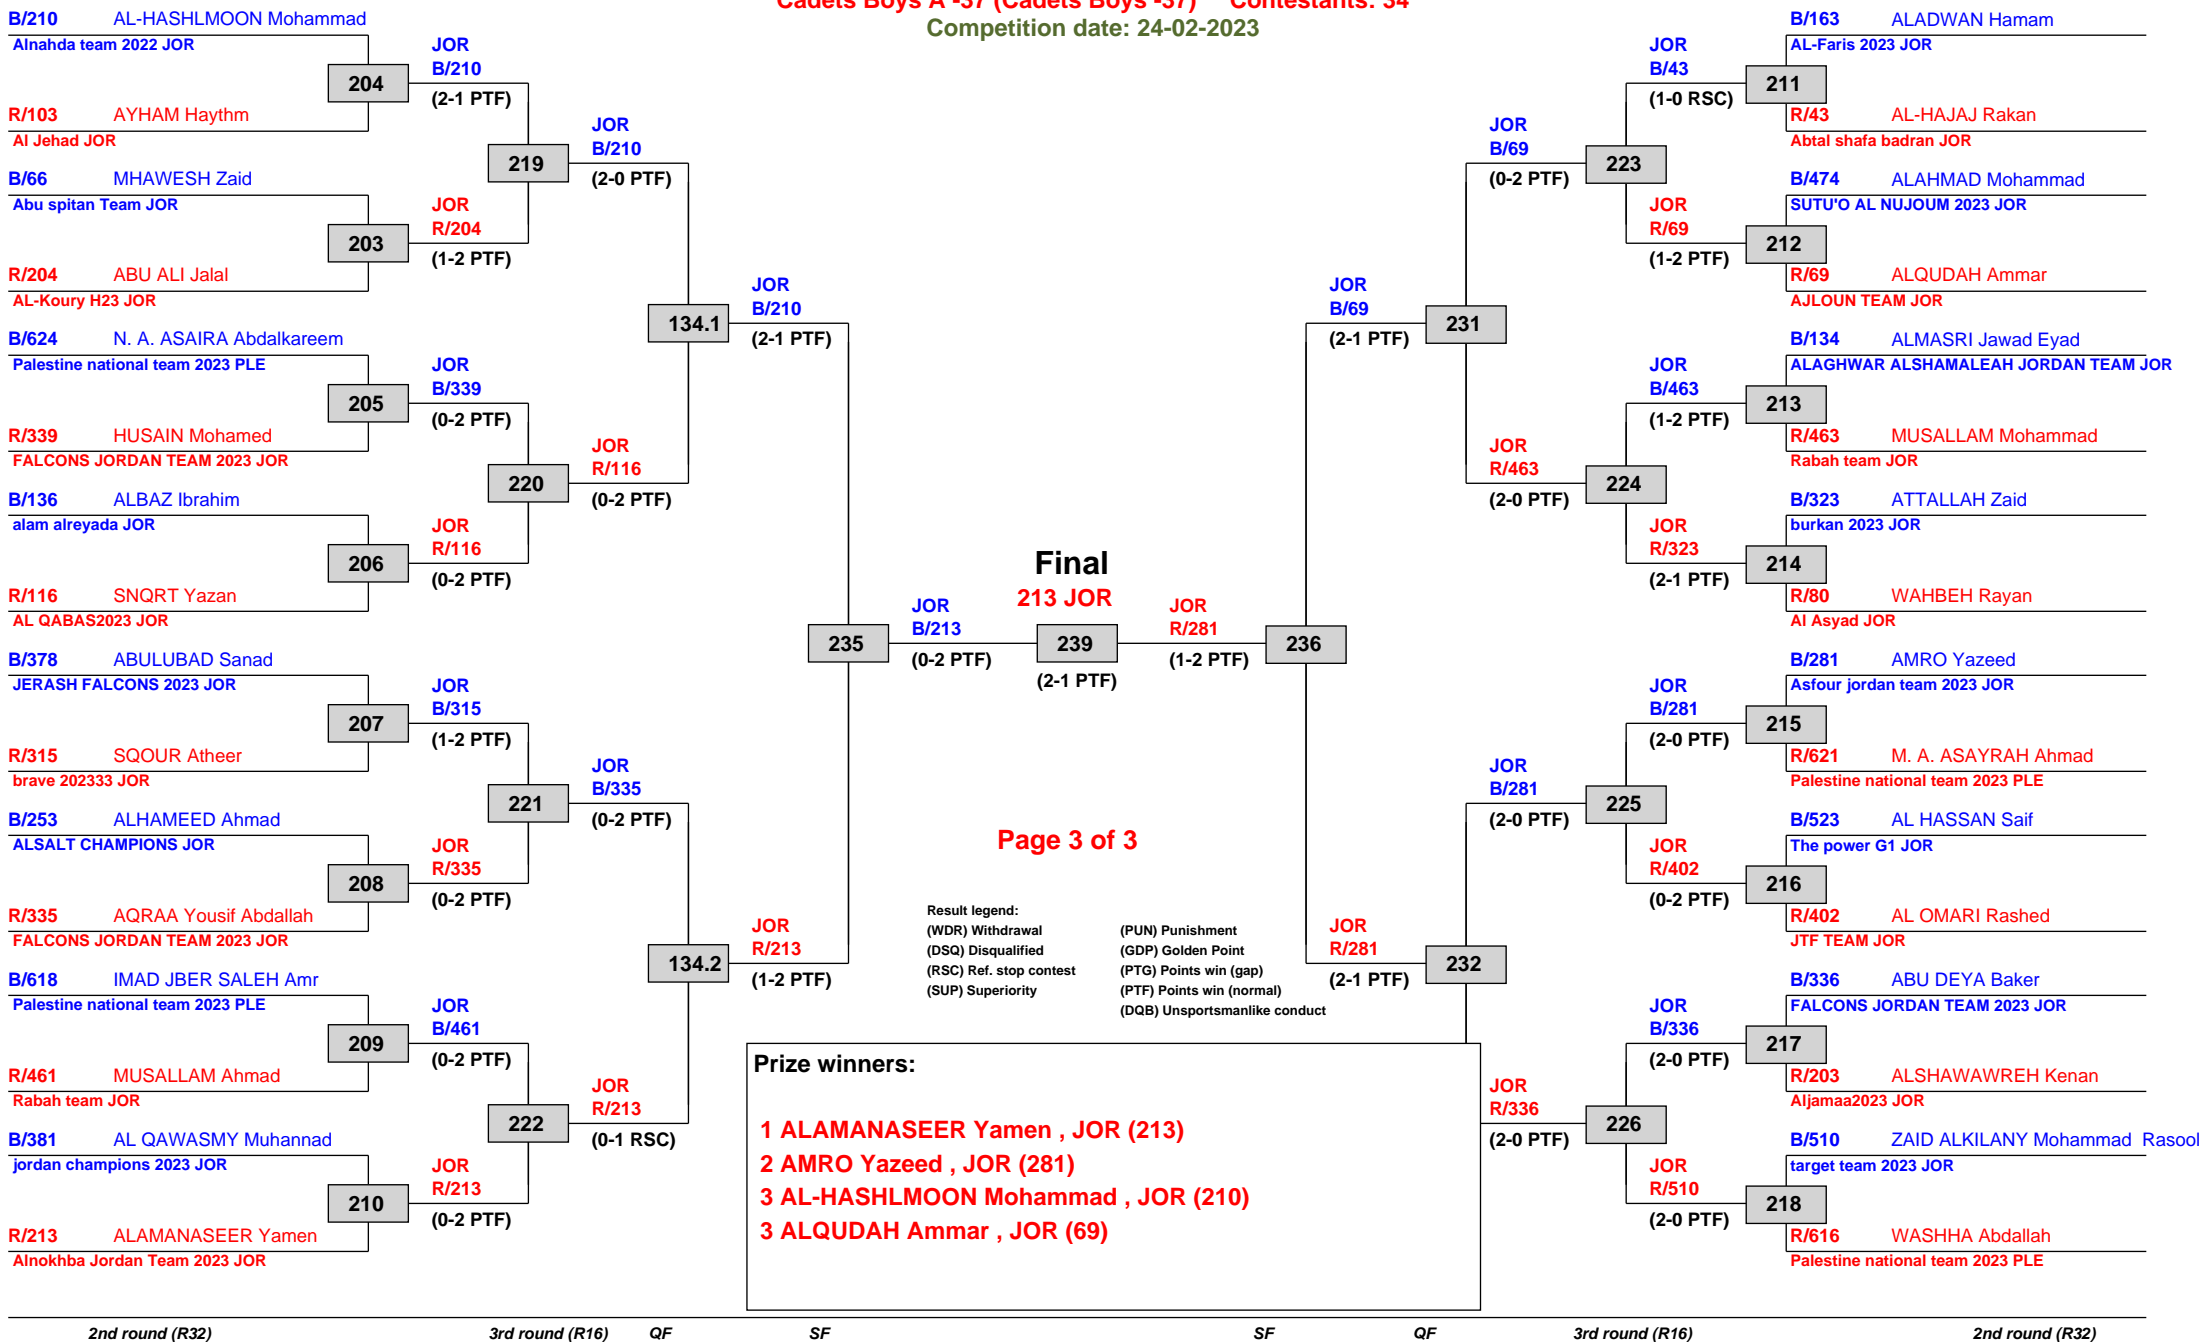 Cadets Boys A -37 (Cadets Boys -37) Contestants: 34
Competition date: 24-02-2023
B/210 AL-HASHLMOON Mohammad
Alnahda team 2022 JOR
204
JOR
B/210
(2-1 PTF)
R/103 AYHAM Haythm
Al Jehad JOR
219
JOR
B/210
(2-0 PTF)
B/66 MHAWESH Zaid
Abu spitan Team JOR
203
JOR
R/204
(1-2 PTF)
R/204 ABU ALI Jalal
AL-Koury H23 JOR
134.1
JOR
B/210
(2-1 PTF)
B/624 N. A. ASAIRA Abdalkareem
Palestine national team 2023 PLE
205
JOR
B/339
(0-2 PTF)
R/339 HUSAIN Mohamed
FALCONS JORDAN TEAM 2023 JOR
220
JOR
R/116
(0-2 PTF)
B/136 ALBAZ Ibrahim
alam alreyada JOR
206
JOR
R/116
(0-2 PTF)
R/116 SNQRT Yazan
AL QABAS2023 JOR
235
JOR
B/213
(0-2 PTF)
B/378 ABULUBAD Sanad
JERASH FALCONS 2023 JOR
207
JOR
B/315
(1-2 PTF)
R/315 SQOUR Atheer
brave 202333 JOR
221
JOR
B/335
(0-2 PTF)
B/253 ALHAMEED Ahmad
ALSALT CHAMPIONS JOR
208
JOR
R/335
(0-2 PTF)
R/335 AQRAA Yousif Abdallah
FALCONS JORDAN TEAM 2023 JOR
134.2
JOR
R/213
(1-2 PTF)
B/618 IMAD JBER SALEH Amr
Palestine national team 2023 PLE
209
JOR
B/461
(0-2 PTF)
R/461 MUSALLAM Ahmad
Rabah team JOR
222
JOR
R/213
(0-1 RSC)
B/381 AL QAWASMY Muhannad
jordan champions 2023 JOR
210
JOR
R/213
(0-2 PTF)
R/213 ALAMANASEER Yamen
Alnokhba Jordan Team 2023 JOR
Final
213 JOR
239
(2-1 PTF)
Page 3 of 3
Result legend:
(WDR) Withdrawal
(DSQ) Disqualified
(RSC) Ref. stop contest
(SUP) Superiority
(PUN) Punishment
(GDP) Golden Point
(PTG) Points win (gap)
(PTF) Points win (normal)
(DQB) Unsportsmanlike conduct
Prize winners:
1 ALAMANASEER Yamen , JOR (213)
2 AMRO Yazeed , JOR (281)
3 AL-HASHLMOON Mohammad , JOR (210)
3 ALQUDAH Ammar , JOR (69)
B/163 ALADWAN Hamam
AL-Faris 2023 JOR
JOR
B/43
(1-0 RSC)
211
R/43 AL-HAJAJ Rakan
Abtal shafa badran JOR
JOR
B/69
(0-2 PTF)
223
B/474 ALAHMAD Mohammad
SUTU'O AL NUJOUM 2023 JOR
JOR
R/69
(1-2 PTF)
212
R/69 ALQUDAH Ammar
AJLOUN TEAM JOR
JOR
B/69
(2-1 PTF)
231
B/134 ALMASRI Jawad Eyad
ALAGHWAR ALSHAMALEAH JORDAN TEAM JOR
JOR
B/463
(1-2 PTF)
213
R/463 MUSALLAM Mohammad
Rabah team JOR
JOR
R/463
(2-0 PTF)
224
B/323 ATTALLAH Zaid
burkan 2023 JOR
JOR
R/323
(2-1 PTF)
214
R/80 WAHBEH Rayan
Al Asyad JOR
JOR
R/281
(1-2 PTF)
236
B/281 AMRO Yazeed
Asfour jordan team 2023 JOR
JOR
B/281
(2-0 PTF)
215
R/621 M. A. ASAYRAH Ahmad
Palestine national team 2023 PLE
JOR
B/281
(2-0 PTF)
225
B/523 AL HASSAN Saif
The power G1 JOR
JOR
R/402
(0-2 PTF)
216
R/402 AL OMARI Rashed
JTF TEAM JOR
JOR
R/281
(2-1 PTF)
232
B/336 ABU DEYA Baker
FALCONS JORDAN TEAM 2023 JOR
JOR
B/336
(2-0 PTF)
217
R/203 ALSHAWAWREH Kenan
Aljamaa2023 JOR
JOR
R/336
(2-0 PTF)
226
B/510 ZAID ALKILANY Mohammad Rasool
target team 2023 JOR
JOR
R/510
(2-0 PTF)
218
R/616 WASHHA Abdallah
Palestine national team 2023 PLE
2nd round (R32) 3rd round (R16) QF SF SF QF 3rd round (R16) 2nd round (R32)